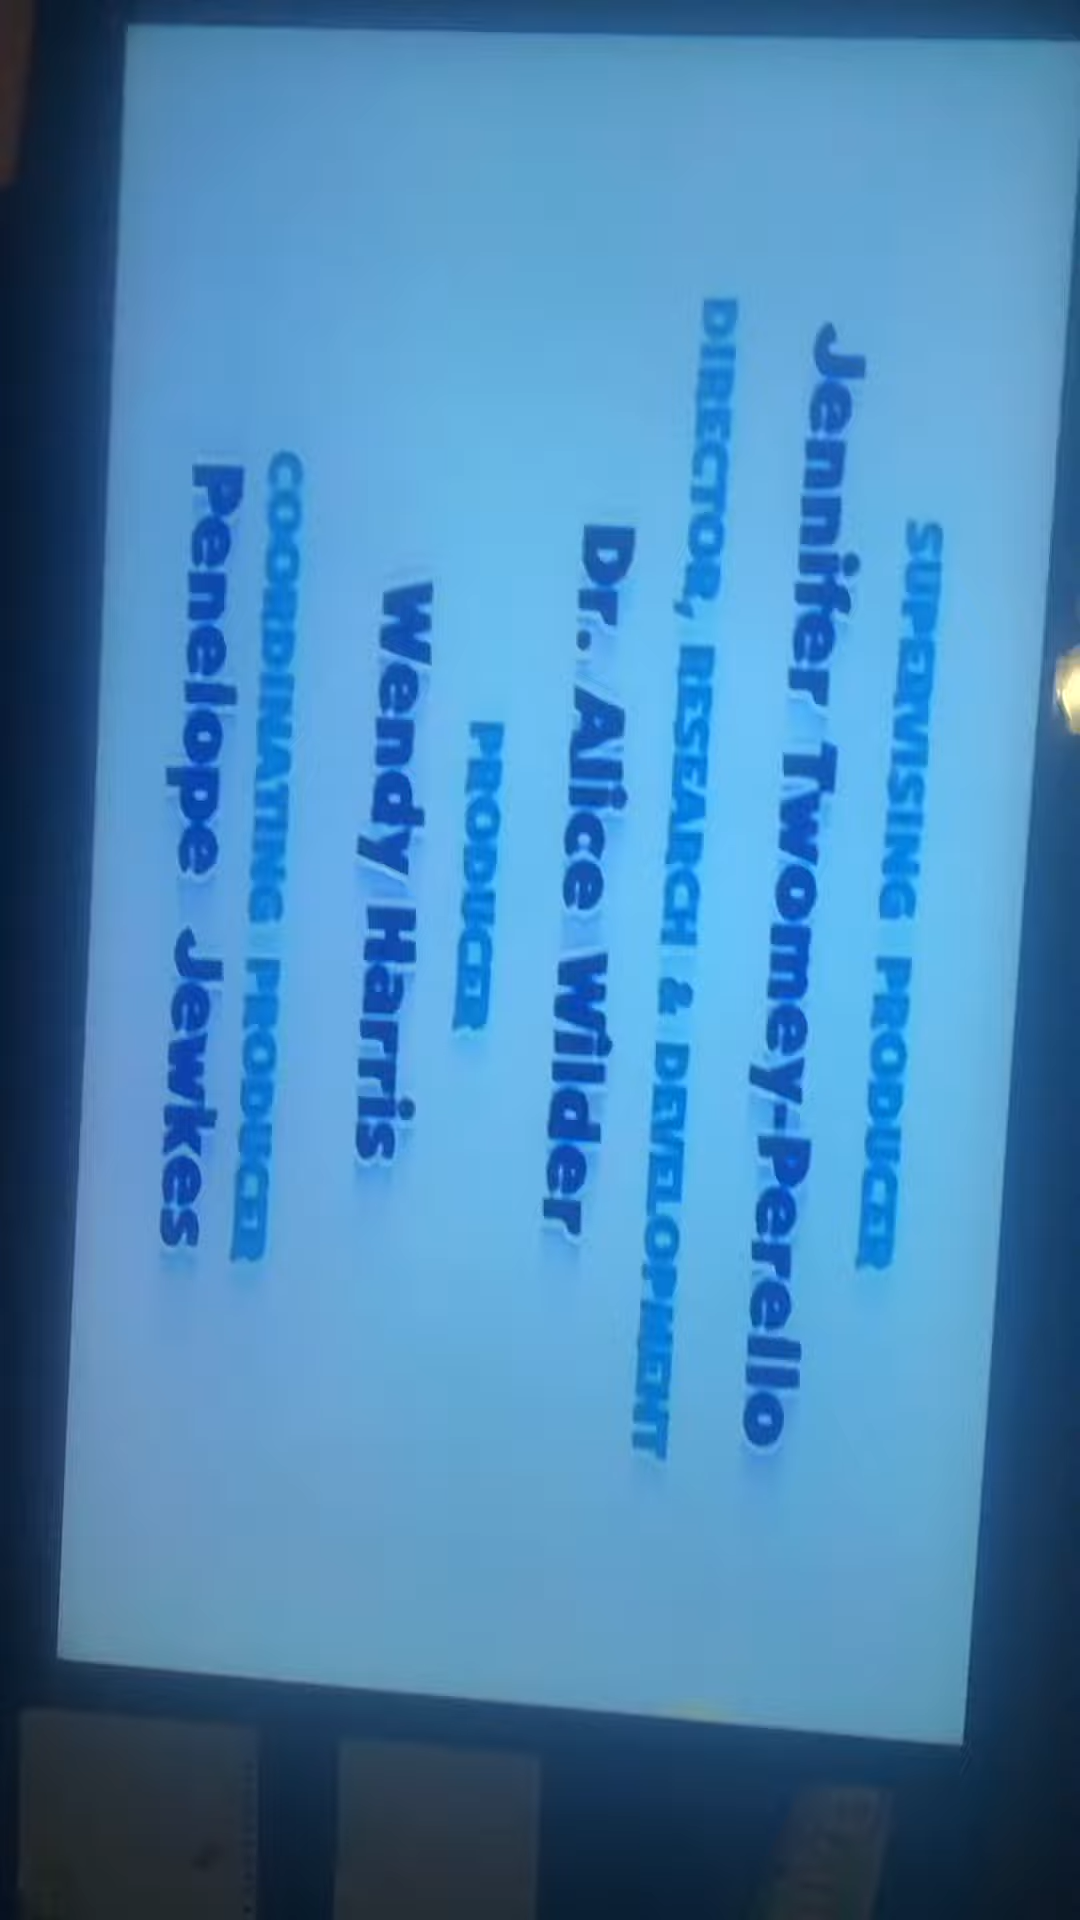 SUPERVISING PRODUCER
Jennifer Twomey-Perello
DIRECTOR, RESEARCH & DEVELOPMENT
Dr. Alice Wilder
PRODUCER
Wendy Harris
COORDINATING PRODUCER
Penelope Jewkes